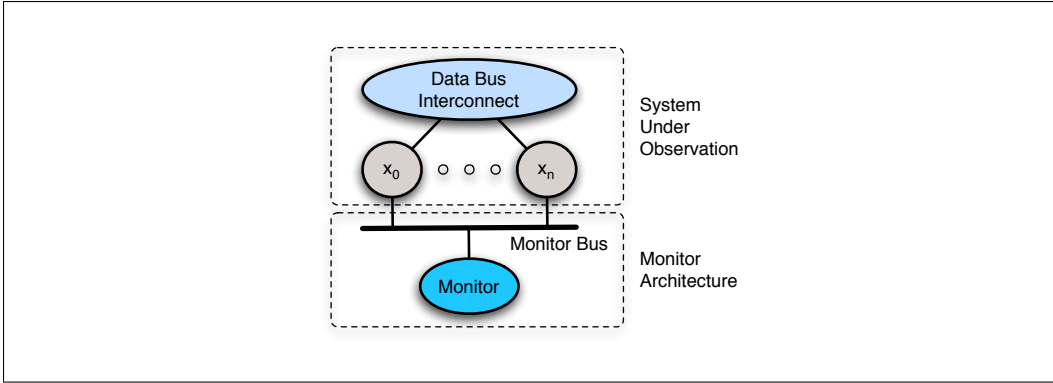 Data Bus
Interconnect
System
Under
Observation
x0
xn
Monitor Bus
Monitor
Monitor
Architecture